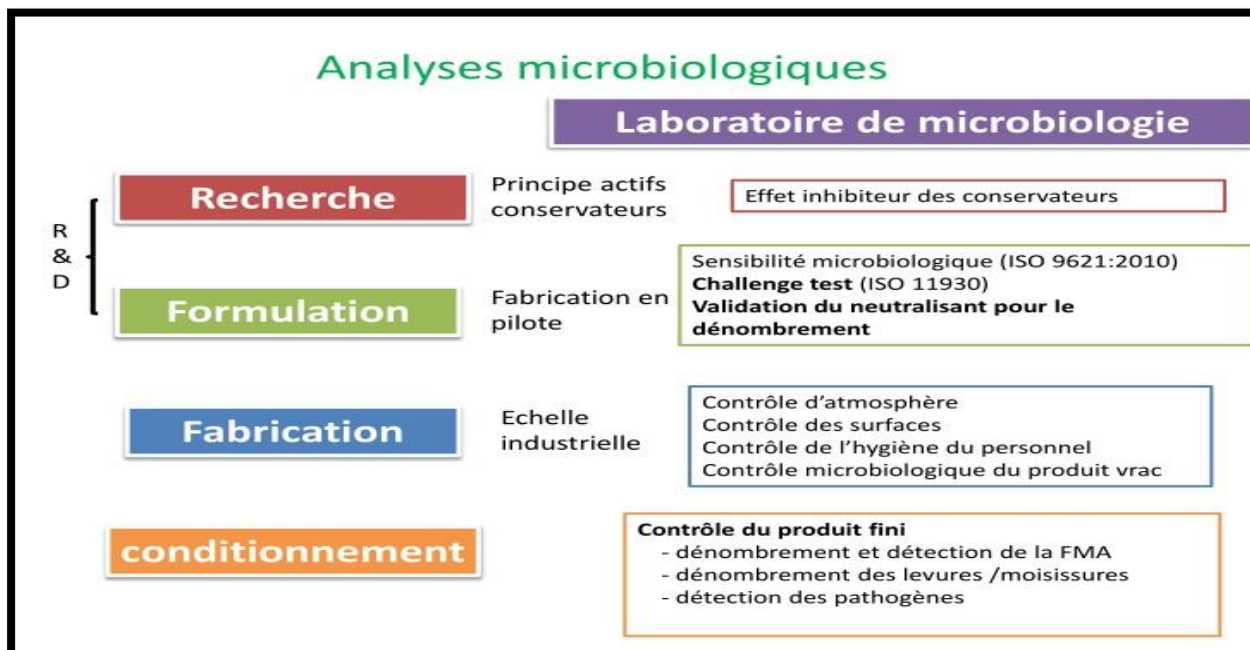 Analyses microbiologiques
Laboratoire de microbiologie
R
&
D
Recherche
Principe actifs
conservateurs
Effet inhibiteur des conservateurs
Formulation
Fabrication en
pilote
Sensibilité microbiologique (ISO 9621:2010)
Challenge test (ISO 11930)
Validation du neutralisant pour le
dénombrement
Fabrication
Echelle
industrielle
Contrôle d'atmosphère
Contrôle des surfaces
Contrôle de l'hygiène du personnel
Contrôle microbiologique du produit vrac
conditionnement
Contrôle du produit fini
- dénombrement et détection de la FMA
- dénombrement des levures /moisissures
- détection des pathogènes